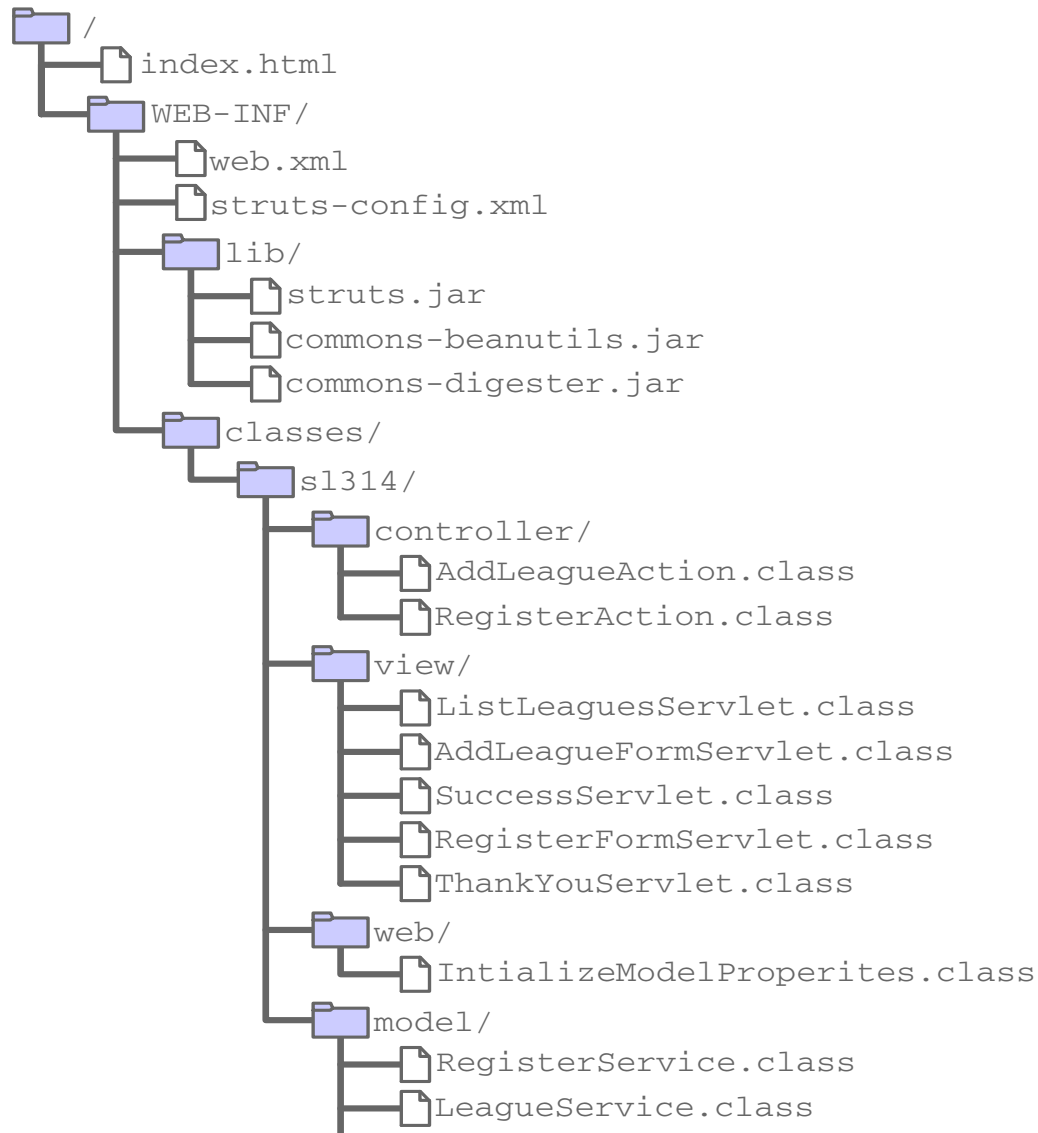 /
index.html
WEB-INF/
web.xml
struts-config.xml
lib/
struts.jar
commons-beanutils.jar
commons-digester.jar
classes/
sl314/
controller/
AddLeagueAction.class
RegisterAction.class
view/
ListLeaguesServlet.class
AddLeagueFormServlet.class
SuccessServlet.class
RegisterFormServlet.class
ThankYouServlet.class
web/
IntializeModelProperites.class
model/
RegisterService.class
LeagueService.class